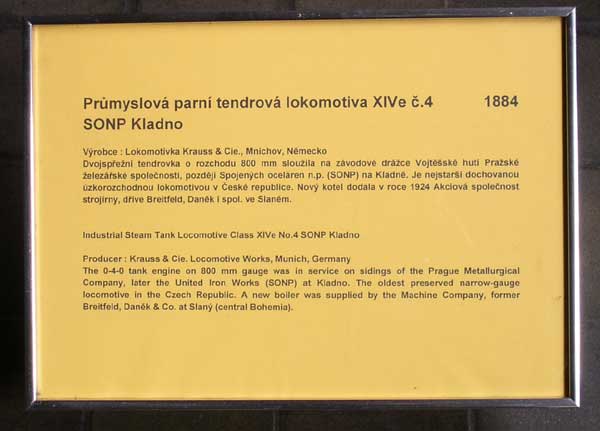 Průmyslová parní tendrová lokomotiva XIVe č.4 1884
SONP Kladno
Výrobce : Lokomotivka Krauss & Cie., Mnichov, Německo
Dvojspřežní tendrovka o rozchodu 800 mm sloužila na závodové drážce Vojtěšské huti Pražské
železářské společnosti, později Spojených oceláren n.p. (SONP) na Kladně. Je nejstarší dochovanou
úzkorozchodnou lokomotivou v České republice. Nový kotel dodala v roce 1924 Akciová společnost
strojírny, dříve Breitfeld, Daněk i spol. ve Slaném.
Industrial Steam Tank Locomotive Class XIVe No.4 SONP Kladno
Producer : Krauss & Cie. Locomotive Works, Munich, Germany
The 0-4-0 tank engine on 800 mm gauge was in service on sidings of the Prague Metallurgical
Company, later the United Iron Works (SONP) at Kladno. The oldest preserved narrow-gauge
locomotive in the Czech Republic. A new boiler was supplied by the Machine Company, former
Breitfeld, Daněk & Co. at Slaný (central Bohemia).